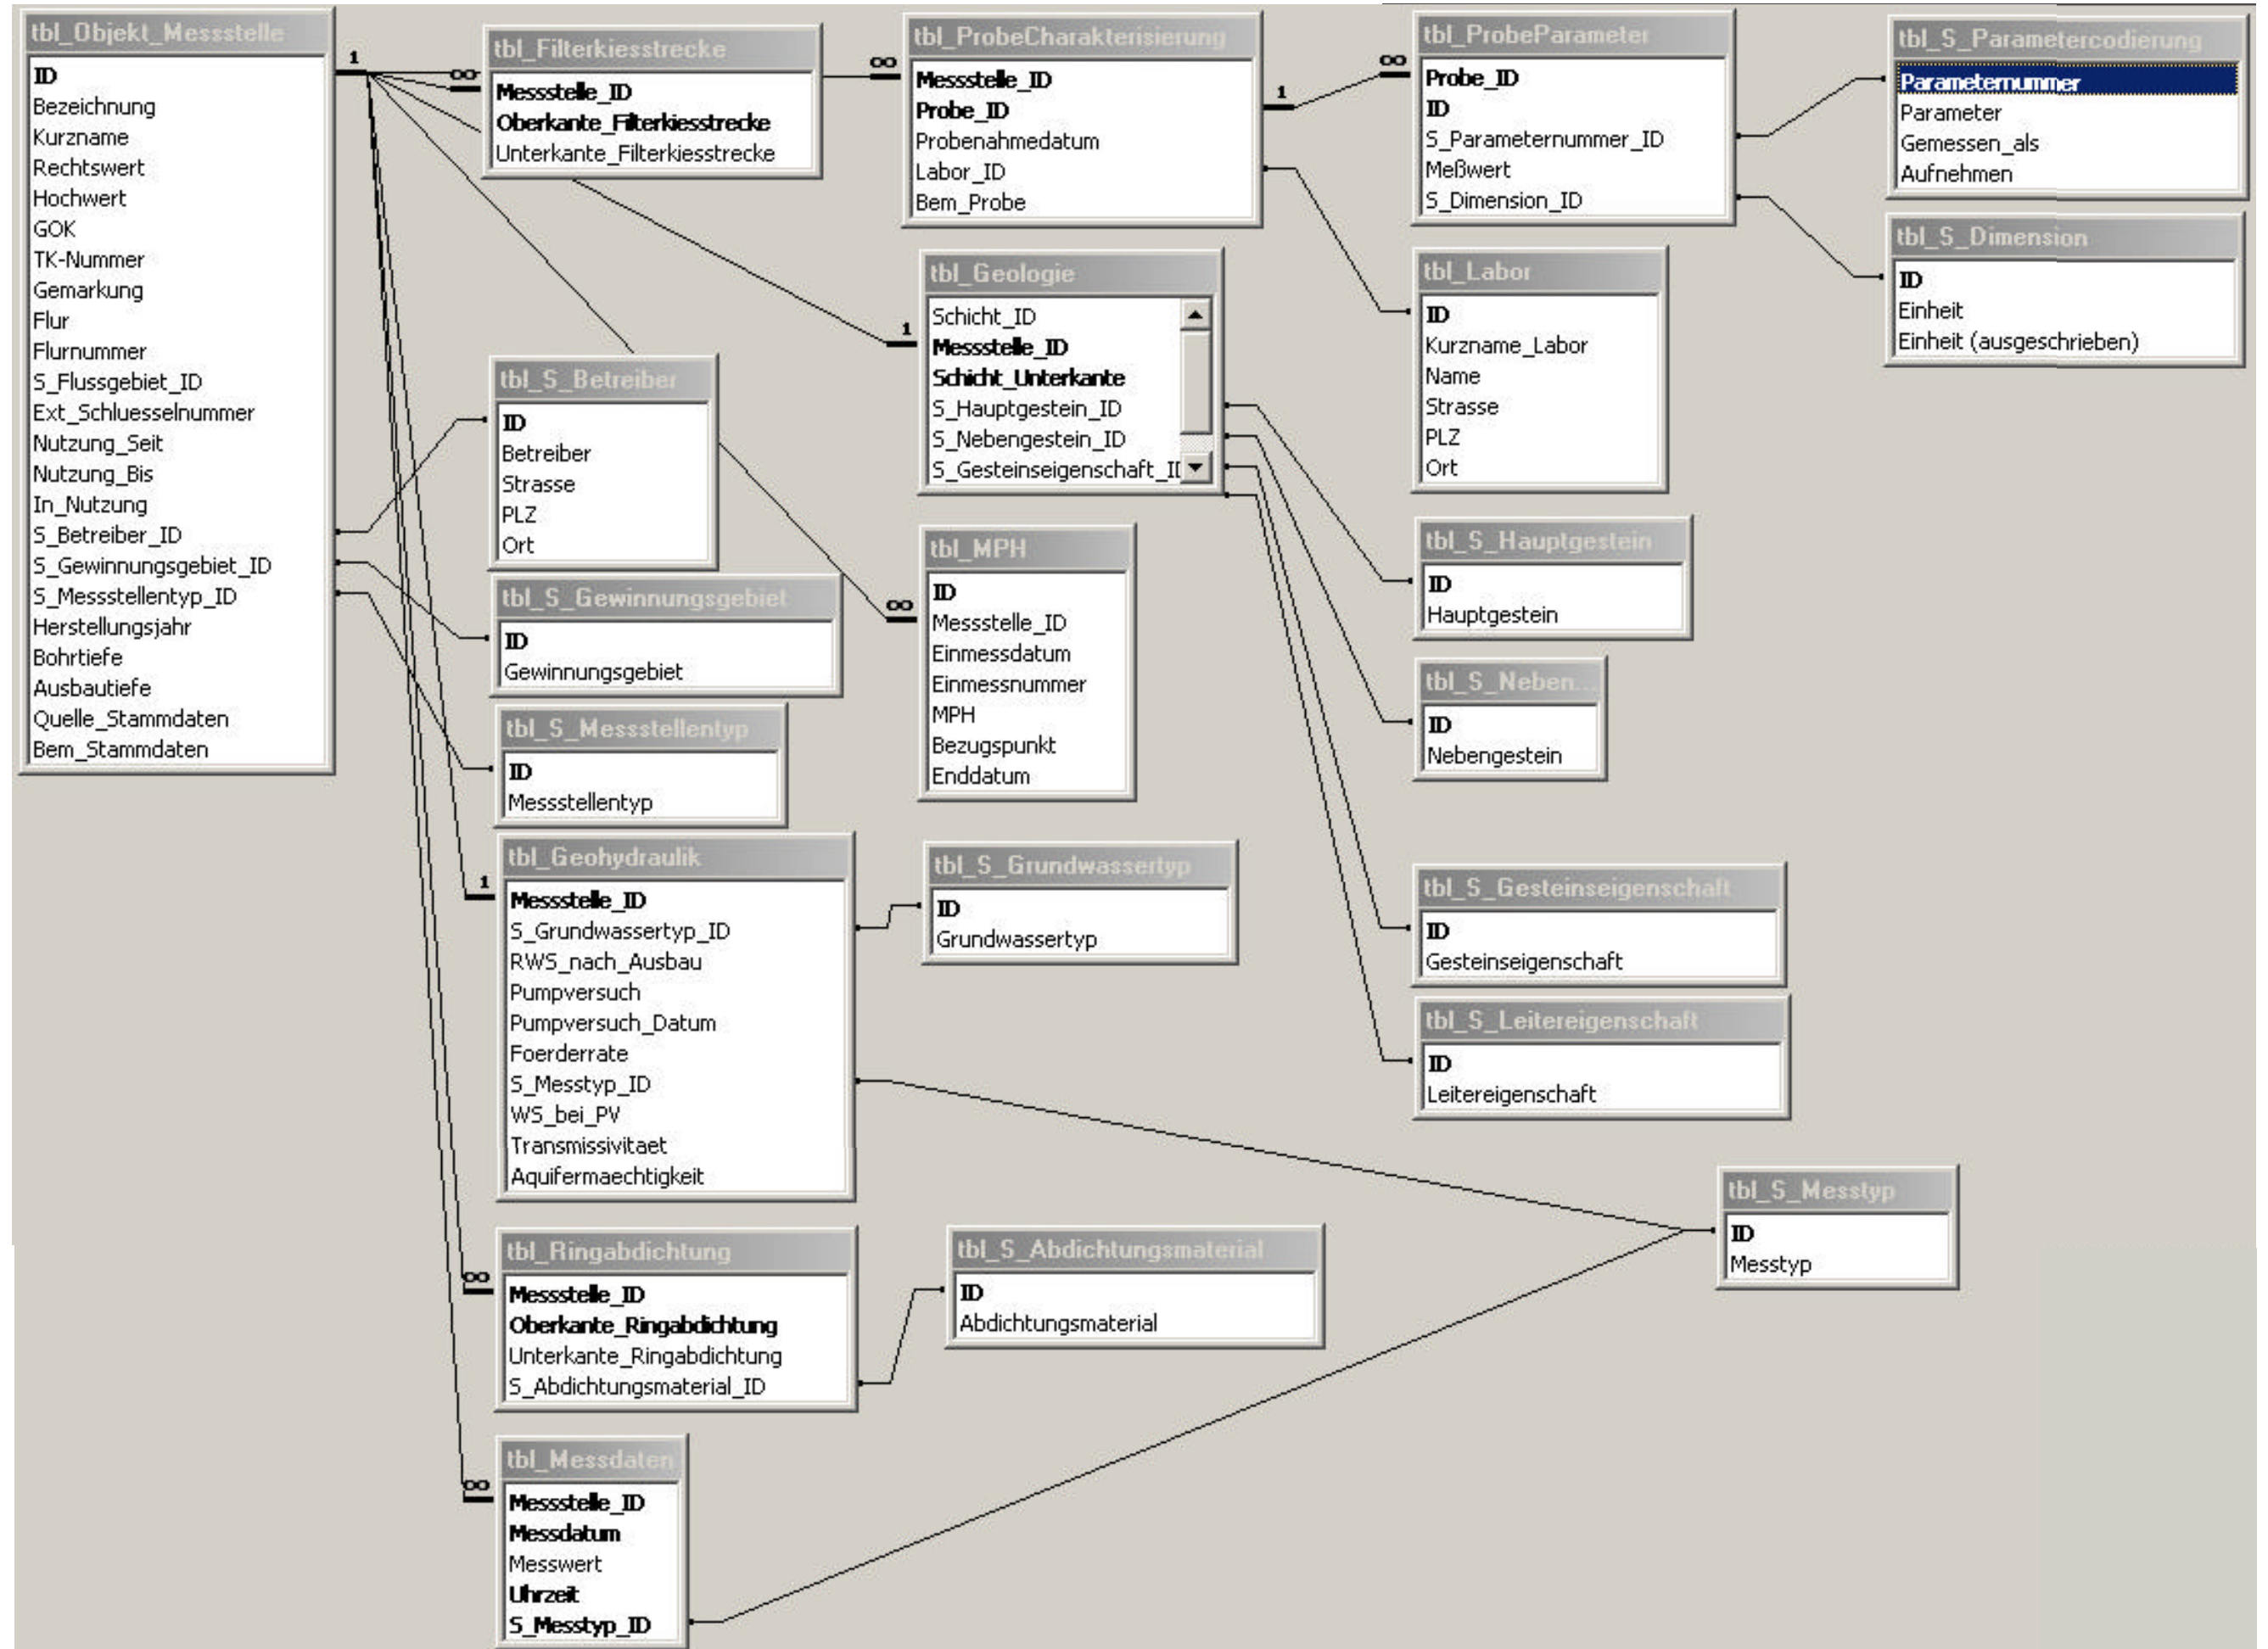 tbl_Objekt_Messstelle
ID
Bezeichnung
Kurzname
Rechtswert
Hochwert
GOK
TK-Nummer
Gemarkung
Flur
Flurnummer
S_Flussgebiet_ID
Ext_Schluesselnummer
Nutzung_Seit
Nutzung_Bis
In_Nutzung
S_Betreiber_ID
S_Gewinnungsgebiet_ID
S_Messstellentyp_ID
Herstellungsjahr
Bohrtiefe
Ausbautiefe
Quelle_Stammdaten
Bem_Stammdaten
1
tbl_Filterkiesstrecke
∞
Messstelle_ID
Oberkante_Filterkiesstrecke
Unterkante_Filterkiesstrecke
tbl_ProbeCharakterisierung
∞
Messstelle_ID
Probe_ID
Probenahmedatum
Labor_ID
Bem_Probe
1
tbl_ProbeParameter
∞
Probe_ID
ID
S_Parameternummer_ID
Meßwert
S_Dimension_ID
tbl_S_Parametercodierung
Parameternummer
Parameter
Gemessen_als
Aufnehmen
tbl_S_Dimension
ID
Einheit
Einheit (ausgeschrieben)
tbl_Geologie
1
Schicht_ID
Messstelle_ID
Schicht_Unterkante
S_Hauptgestein_ID
S_Nebengestein_ID
S_Gesteinseigenschaft_ID
tbl_Labor
ID
Kurzname_Labor
Name
Strasse
PLZ
Ort
tbl_S_Betreiber
ID
Betreiber
Strasse
PLZ
Ort
tbl_MPH
∞
ID
Messstelle_ID
Einmessdatum
Einmessnummer
MPH
Bezugspunkt
Enddatum
tbl_S_Hauptgestein
ID
Hauptgestein
tbl_S_Neben...
ID
Nebengestein
tbl_S_Gewinnungsgebiet
ID
Gewinnungsgebiet
tbl_S_Messstellentyp
ID
Messstellentyp
tbl_Geohydraulik
1
Messstelle_ID
S_Grundwassertyp_ID
RWS_nach_Ausbau
Pumpversuch
Pumpversuch_Datum
Foerderrate
S_Messtyp_ID
WS_bei_PV
Transmissivitaet
Aquifermaechtigkeit
tbl_S_Grundwassertyp
ID
Grundwassertyp
tbl_S_Gesteinseigenschaft
ID
Gesteinseigenschaft
tbl_S_Leitereigenschaft
ID
Leitereigenschaft
tbl_S_Messtyp
ID
Messtyp
tbl_Ringabdichtung
∞
Messstelle_ID
Oberkante_Ringabdichtung
Unterkante_Ringabdichtung
S_Abdichtungsmaterial_ID
tbl_S_Abdichtungsmaterial
ID
Abdichtungsmaterial
tbl_Messdaten
∞
Messstelle_ID
Messdatum
Messwert
Uhrzeit
S_Messtyp_ID